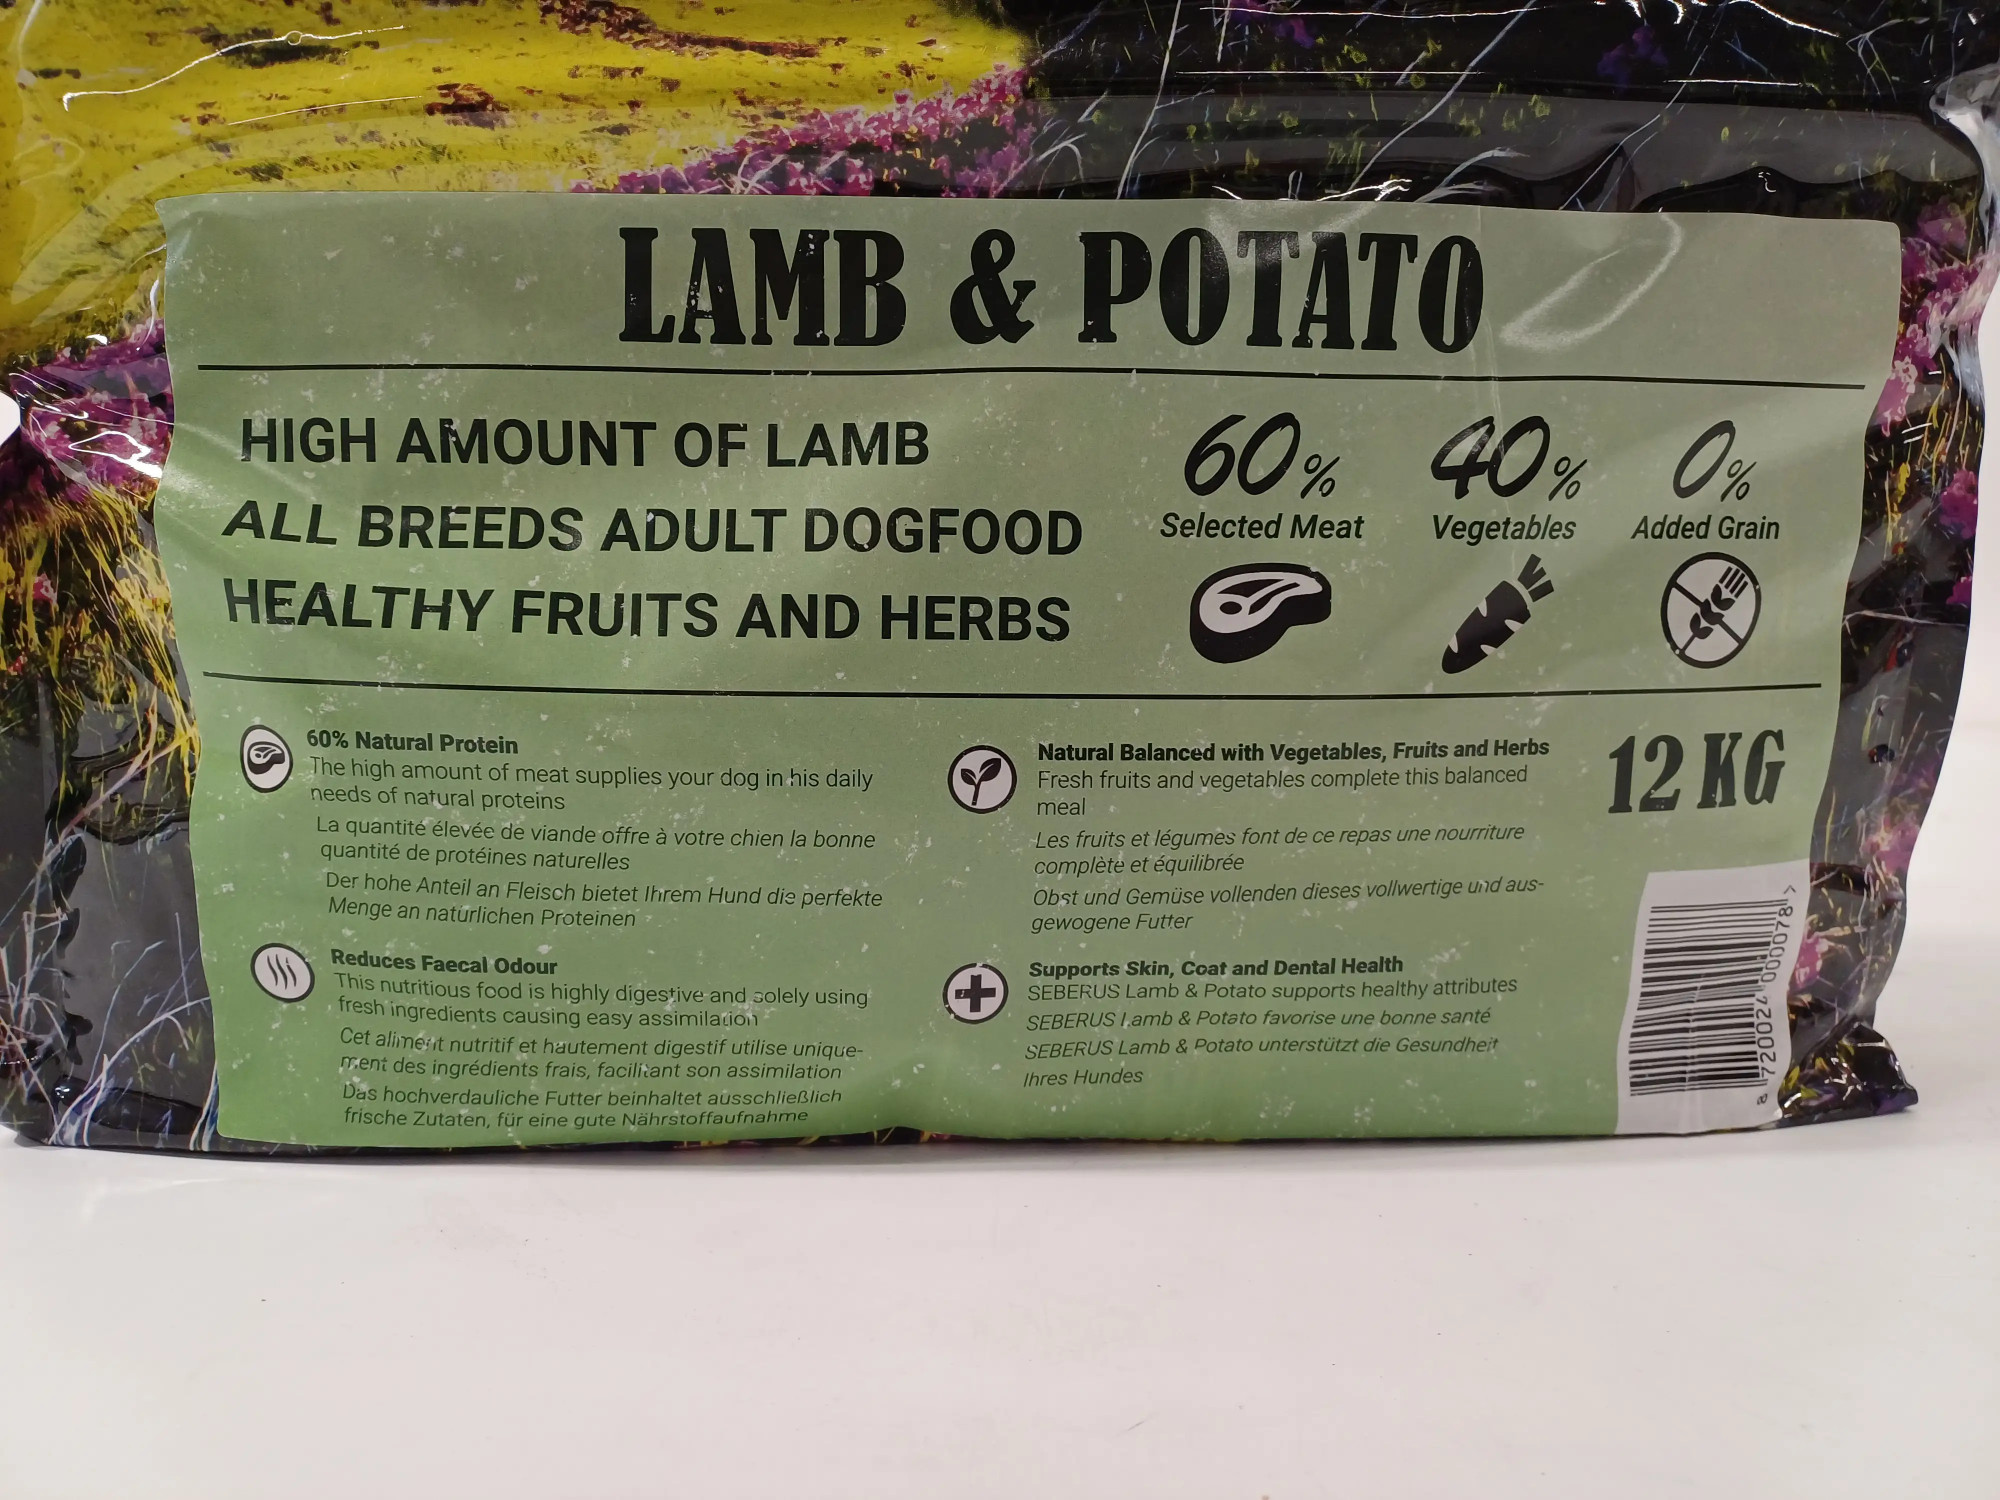 LAMB & POTATO
HIGH AMOUNT OF LAMB
ALL BREEDS ADULT DOGFOOD
HEALTHY FRUITS AND HERBS
60%
Selected Meat
40%
Vegetables
0%
Added Grain
60% Natural Protein
The high amount of meat supplies your dog in his daily
needs of natural proteins
La quantité élevée de viande offre à votre chien la bonne
quantité de protéines naturelles
Der hohe Anteil an Fleisch bietet Ihrem Hund die perfekte
Menge an natürlichen Proteinen
Reduces Faecal Odour
This nutritious food is highly digestive and solely using
fresh ingredients causing easy assimilation
Cet aliment nutritif et hautement digestif utilise unique-
ment des ingrédients frais, facilitant son assimilation
Das hochverdauliche Futter beinhaltet ausschließlich
frische Zutaten, für eine gute Nährstoffaufnahme
Natural Balanced with Vegetables, Fruits and Herbs
Fresh fruits and vegetables complete this balanced
meal
Les fruits et légumes font de ce repas une nourriture
complète et équilibrée
Obst und Gemüse vollenden dieses vollwertige und aus-
gewogene Futter
Supports Skin, Coat and Dental Health
SEBERUS Lamb & Potato supports healthy attributes
SEBERUS Lamb & Potato favorise une bonne santé
SEBERUS Lamb & Potato unterstützt die Gesundheit
Ihres Hundes
12 KG
8 720024 000078 >